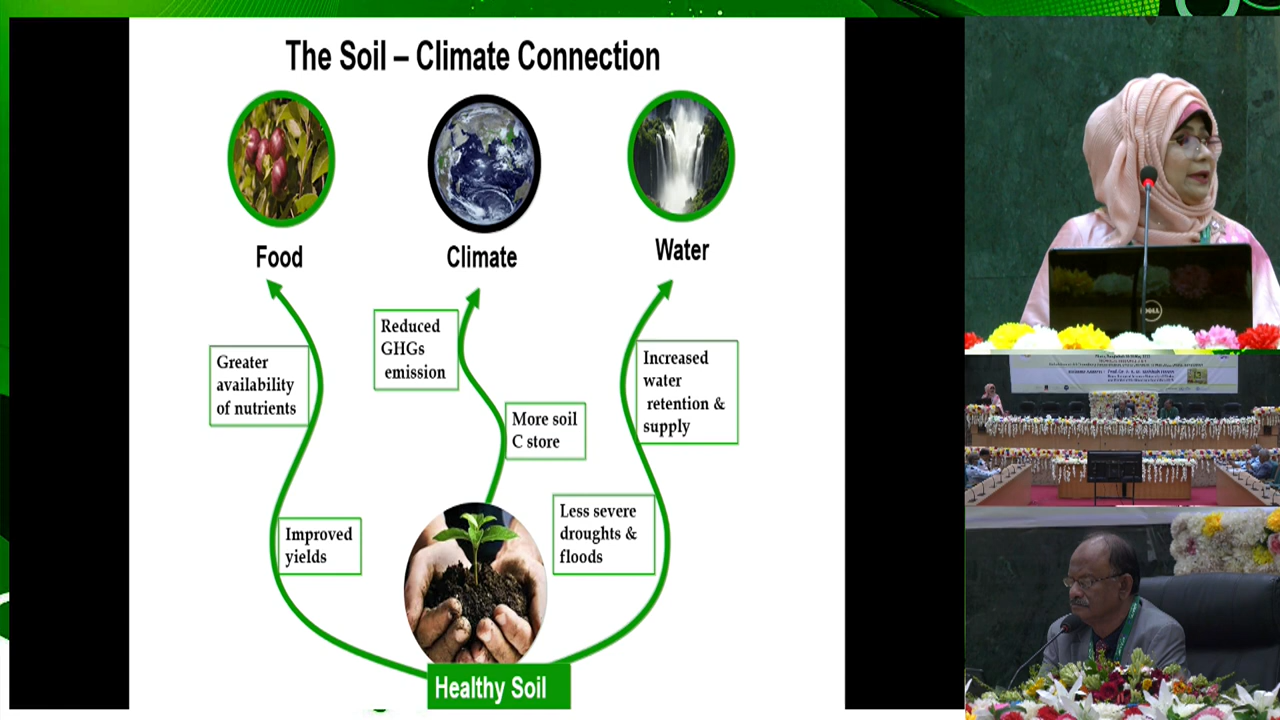 The Soil – Climate Connection
Food
Climate
Water
Greater
availability
of nutrients
Reduced
GHGs
emission
Increased
water
retention &
supply
More soil
C store
Improved
yields
Less severe
droughts &
floods
Healthy Soil
DELL